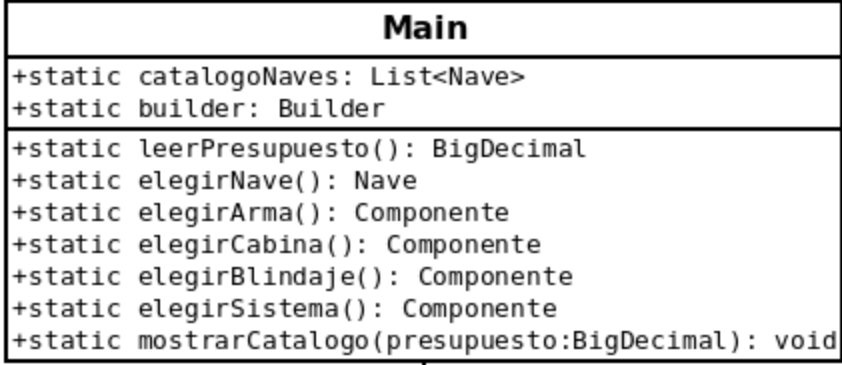 Main
+static catalogoNaves: List<Nave>
+static builder: Builder
+static leerPresupuesto(): BigDecimal
+static elegirNave(): Nave
+static elegirArma(): Componente
+static elegirCabina(): Componente
+static elegirBlindaje(): Componente
+static elegirSistema(): Componente
+static mostrarCatalogo(presupuesto:BigDecimal): void